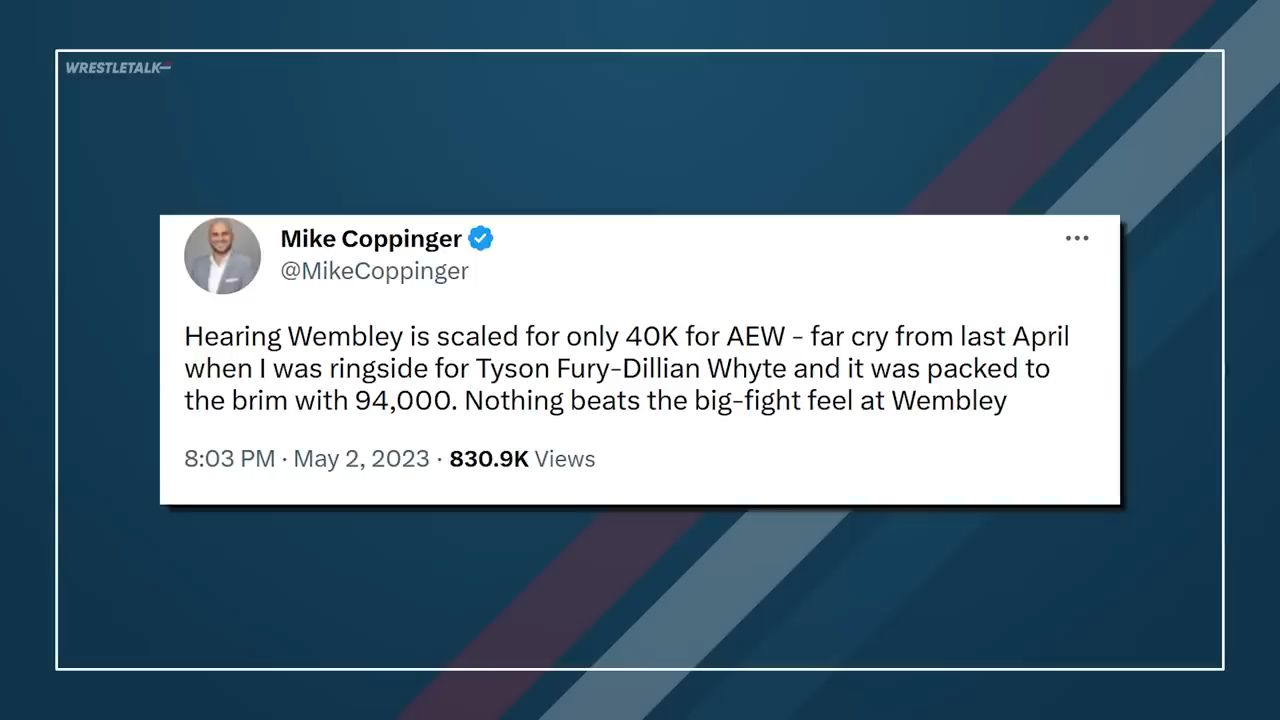 WRESTLETALK
Mike Coppinger
@MikeCoppinger
Hearing Wembley is scaled for only 40K for AEW - far cry from last April
when I was ringside for Tyson Fury-Dillian Whyte and it was packed to
the brim with 94,000. Nothing beats the big-fight feel at Wembley
8:03 PM · May 2, 2023 · 830.9K Views